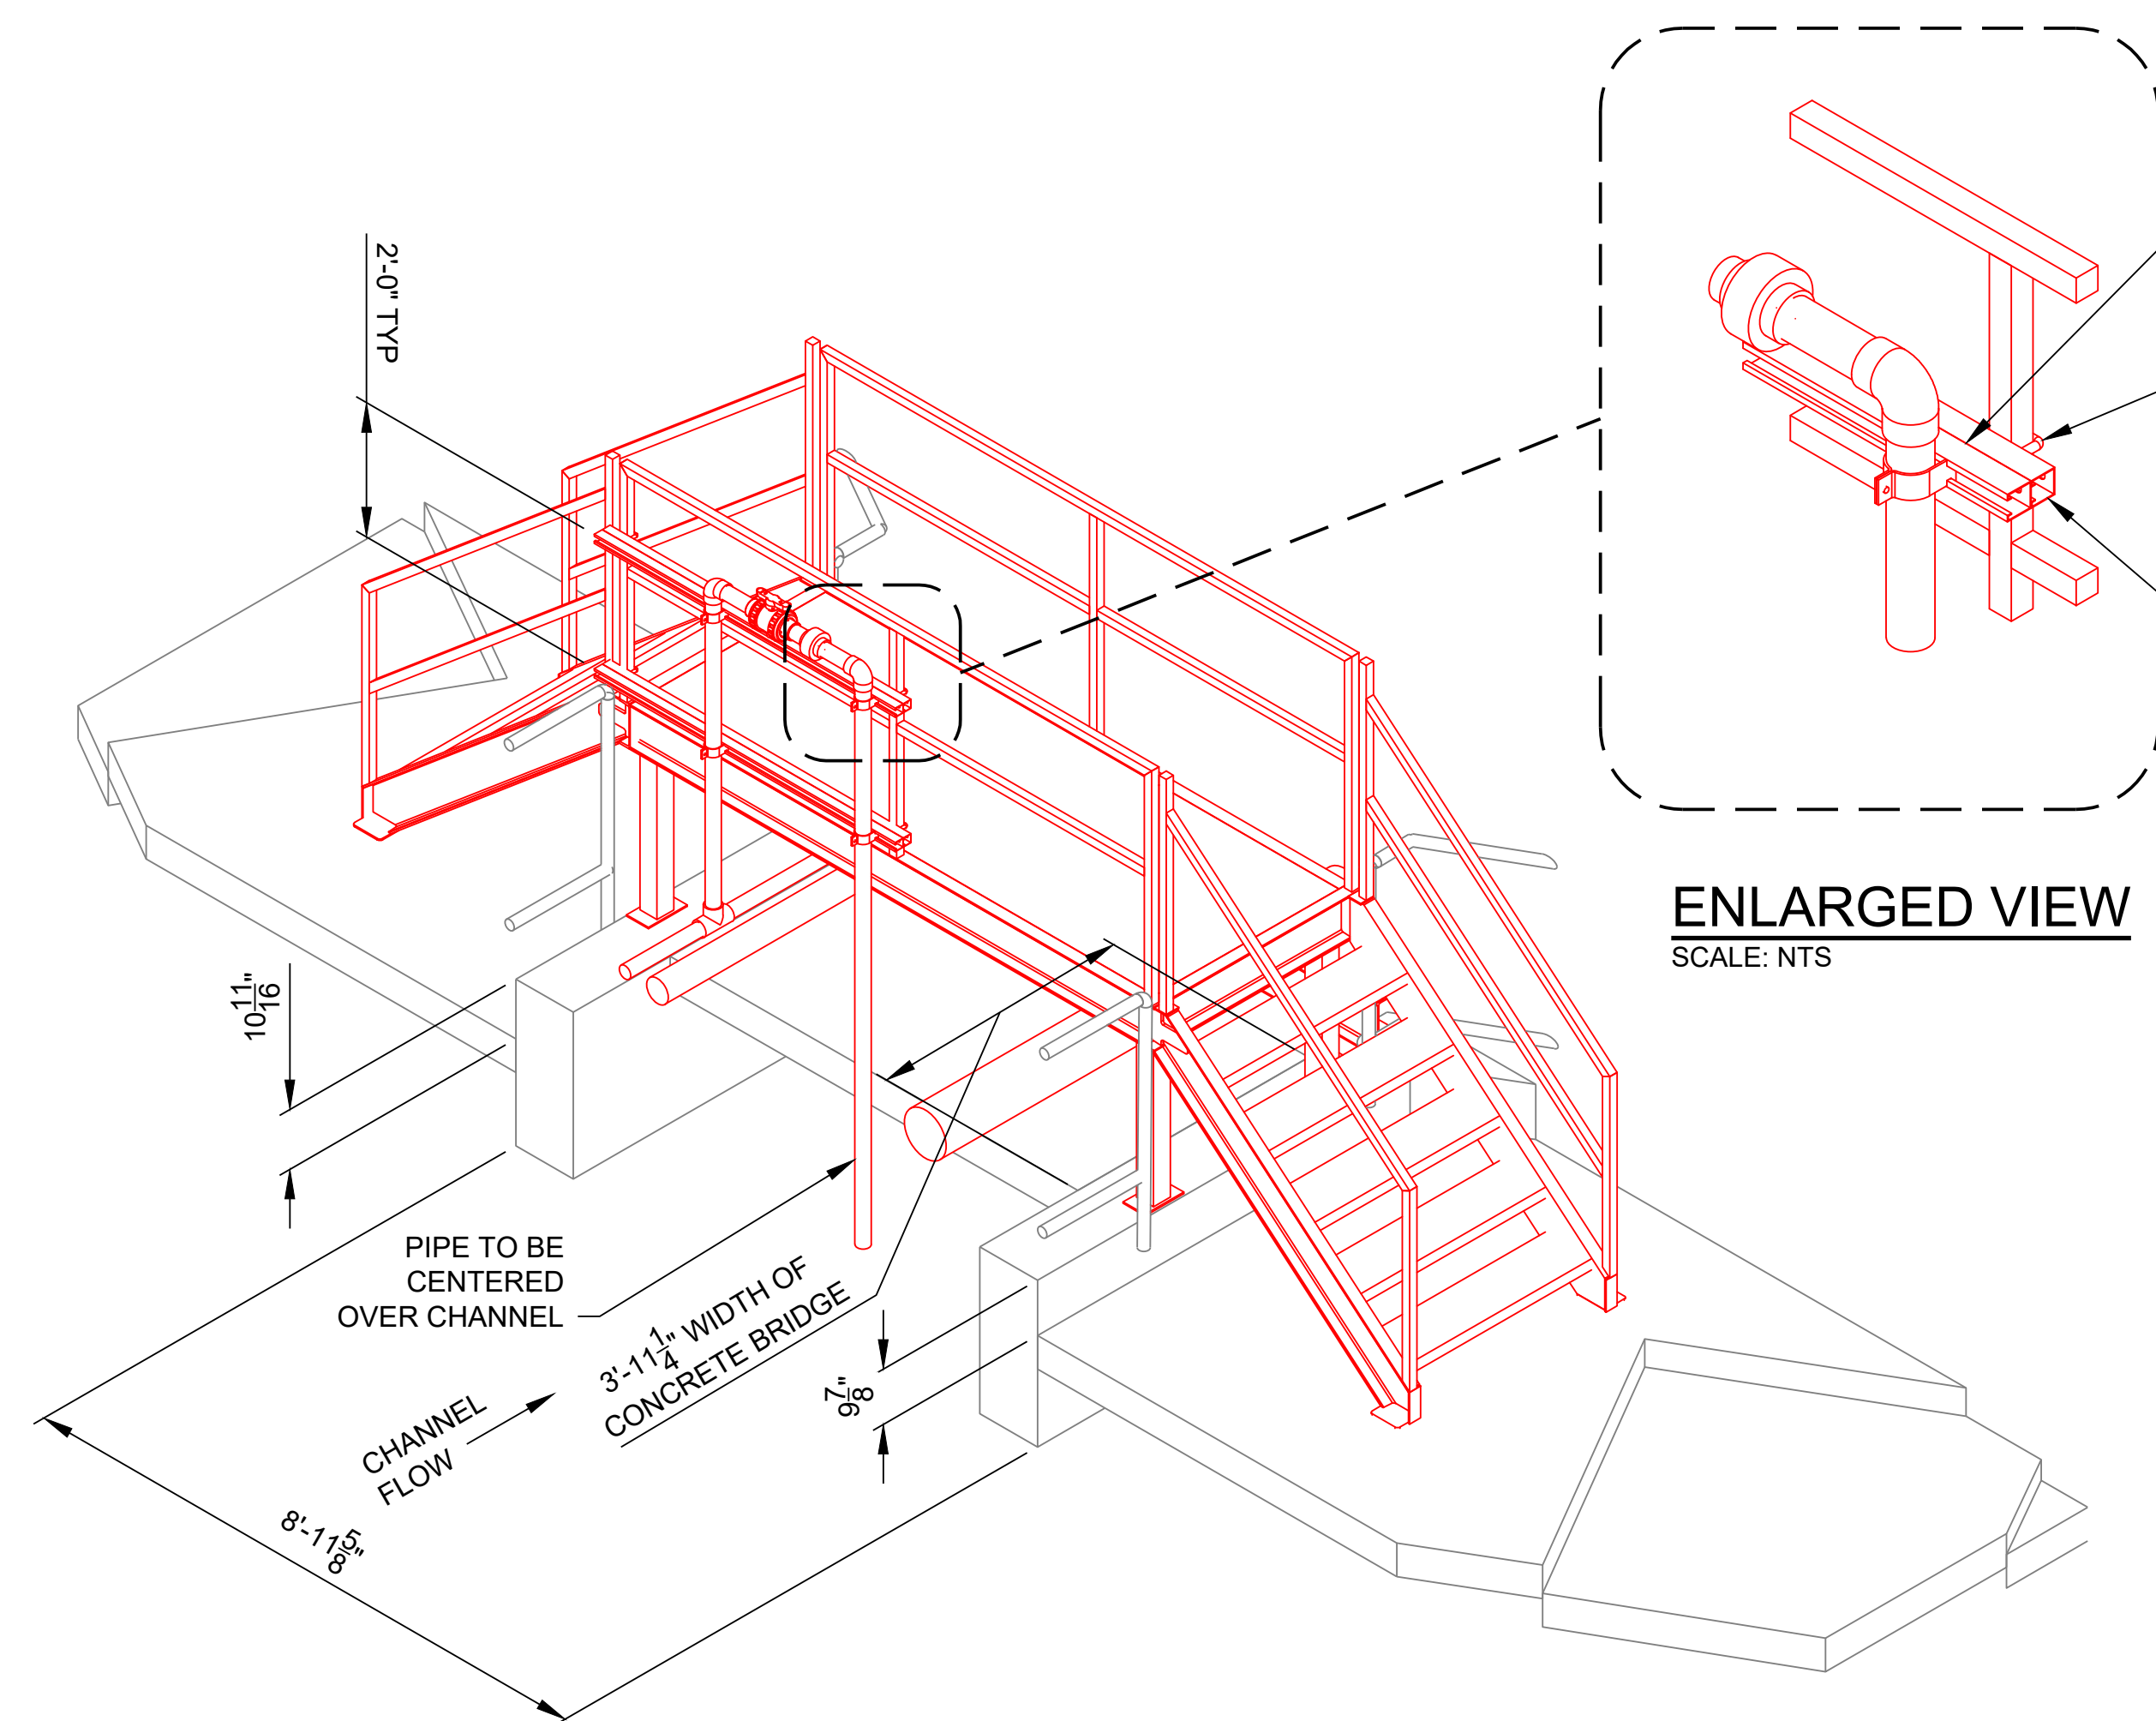 2'-0" TYP
ENLARGED VIEW
SCALE: NTS
10 11/16"
PIPE TO BE
CENTERED
OVER CHANNEL
3'-11 1/4" WIDTH OF
CONCRETE BRIDGE
9 7/8"
CHANNEL
FLOW
8'-11 5/8"